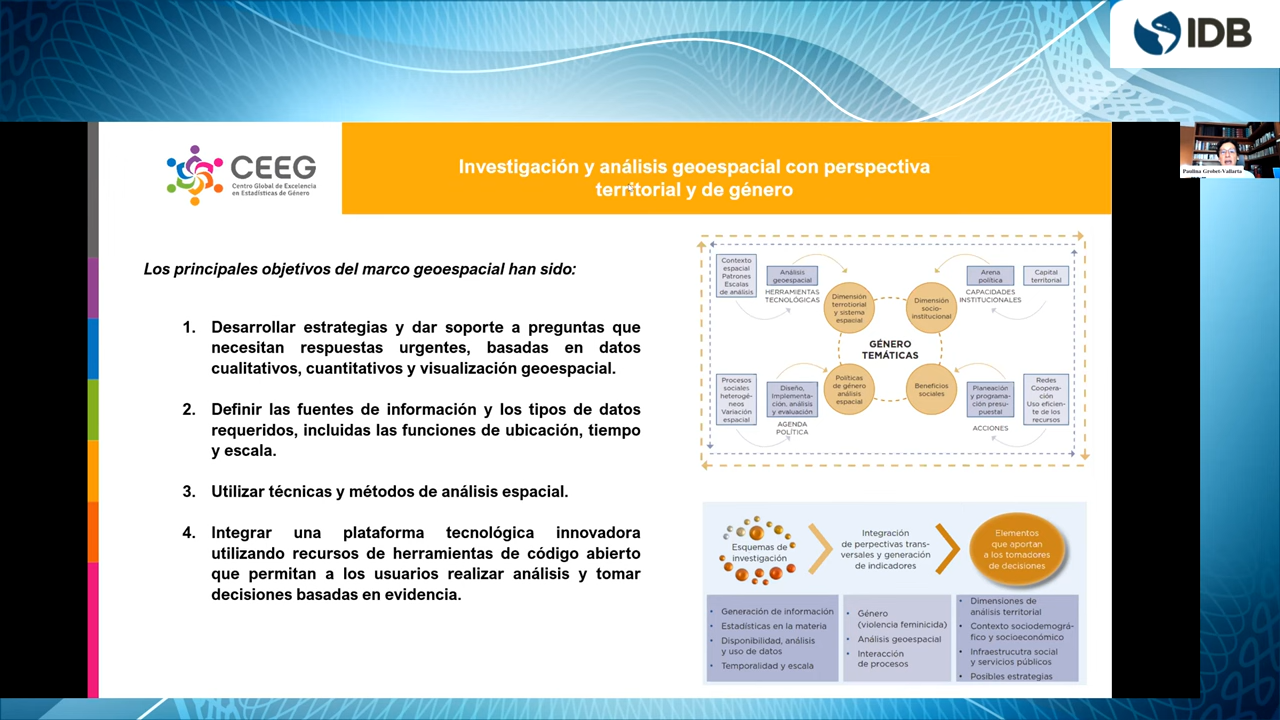 IDB
CEEG
Centro Global de Excelencia
en Estadísticas de Género
Investigación y análisis geoespacial con perspectiva
territorial y de género
Paulina Grobet-Vallarta
Los principales objetivos del marco geoespacial han sido:
1. Desarrollar estrategias y dar soporte a preguntas que
necesitan respuestas urgentes, basadas en datos
cualitativos, cuantitativos y visualización geoespacial.
2. Definir las fuentes de información y los tipos de datos
requeridos, includas las funciones de ubicación, tiempo
y escala.
3. Utilizar técnicas y métodos de análisis espacial.
4. Integrar una plataforma tecnológica innovadora
utilizando recursos de herramientas de código abierto
que permitan a los usuarios realizar análisis y tomar
decisiones basadas en evidencia.
Contexto
espacial
Patrones
Escalas
de análisis
Análisis
geoespacial
HERRAMIENTAS
TECNOLÓGICAS
Dimensión
terrotiorial
y sistema
espacial
Dimensión
socio-
institucional
Arena
política
CAPACIDADES
INSTITUCIONALES
Capital
territorial
GÉNERO
TEMÁTICAS
Procesos
sociales
heterogé-
neos
Variación
espacial
Diseño,
Implementa-
ción, análisis
y evaluación
AGENDA
POLÍTICA
Políticas
de género
análisis
espacial
Beneficios
sociales
Planeación
y programa-
ción presu-
puestal
ACCIONES
Redes
Coopera-
ción
Uso eficien-
te de los
recursos
Esquemas de
investigación
Integración
de perpectivas trans-
versales y generación
de indicadores
Elementos
que aportan
a los tomadores
de decisiones
• Generación de información
• Estadísticas en la materia
• Disponibilidad, análisis
y uso de datos
• Temporalidad y escala
• Género
(violencia feminicida)
• Análisis geoespacial
• Interacción
de procesos
• Dimensiones de
análisis territorial
• Contexto sociodemográ-
fico y socioeconómico
• Infraestrucutra social
y servicios públicos
• Posibles estrategias